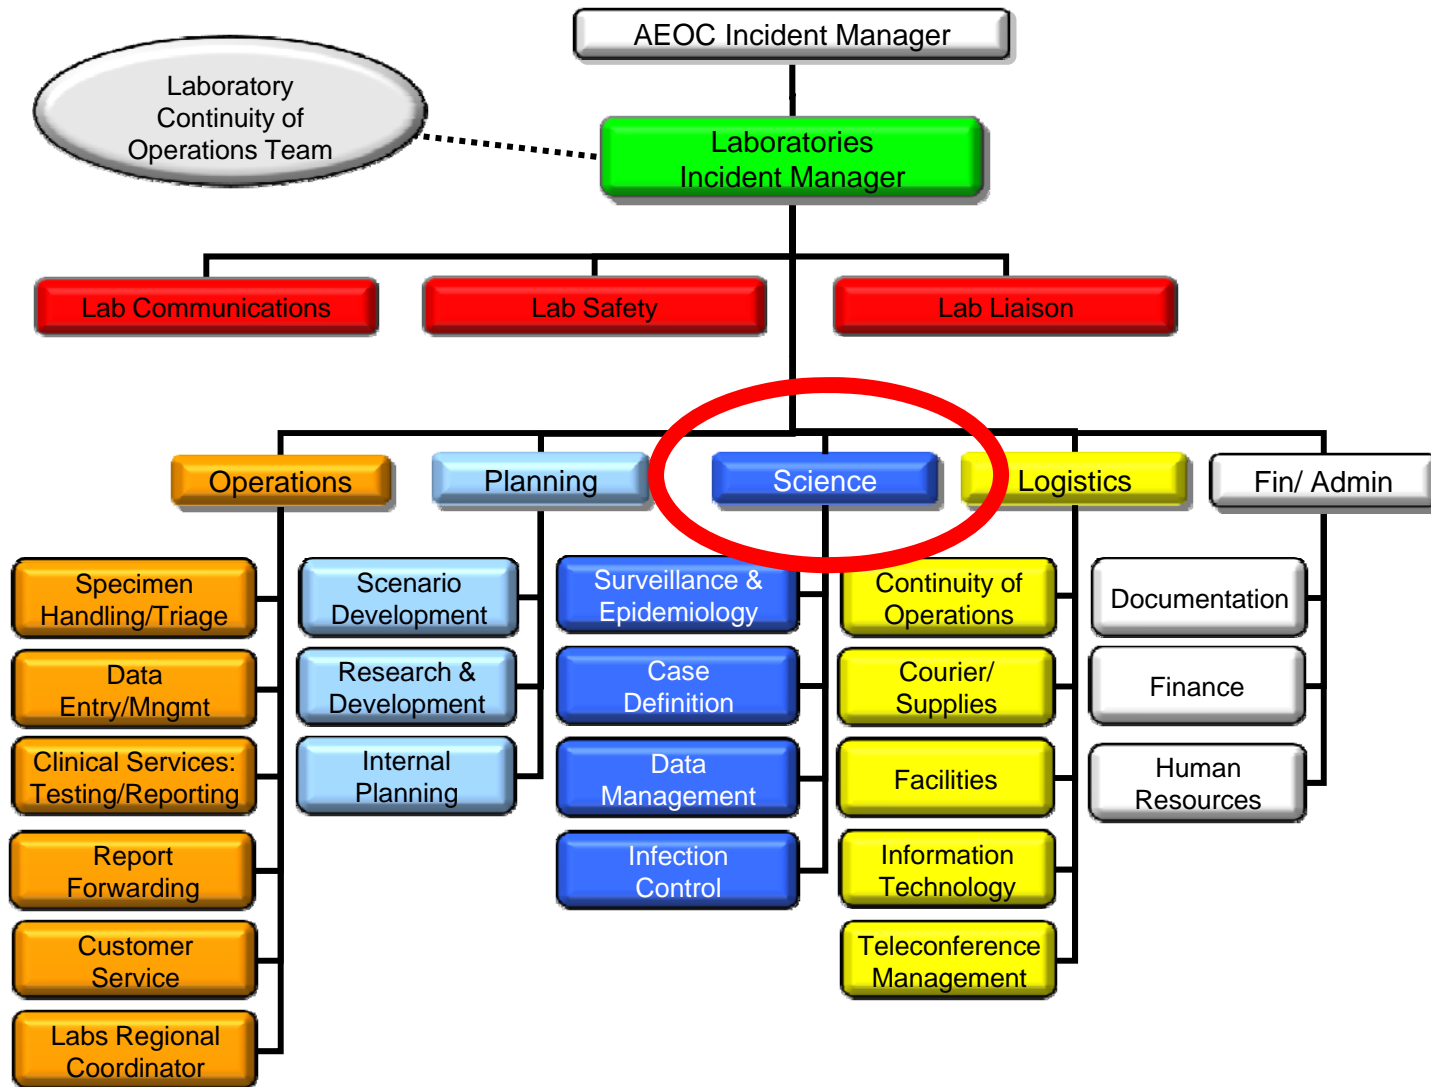 AEOC Incident Manager
Laboratory
Continuity of
Operations Team
Laboratories
Incident Manager
Lab Communications
Lab Safety
Lab Liaison
Operations
Planning
Science
Logistics
Fin/ Admin
Specimen
Handling/Triage
Data
Entry/Mngmt
Clinical Services:
Testing/Reporting
Report
Forwarding
Customer
Service
Labs Regional
Coordinator
Scenario
Development
Research &
Development
Internal
Planning
Surveillance &
Epidemiology
Case
Definition
Data
Management
Infection
Control
Continuity of
Operations
Courier/
Supplies
Facilities
Information
Technology
Teleconference
Management
Documentation
Finance
Human
Resources